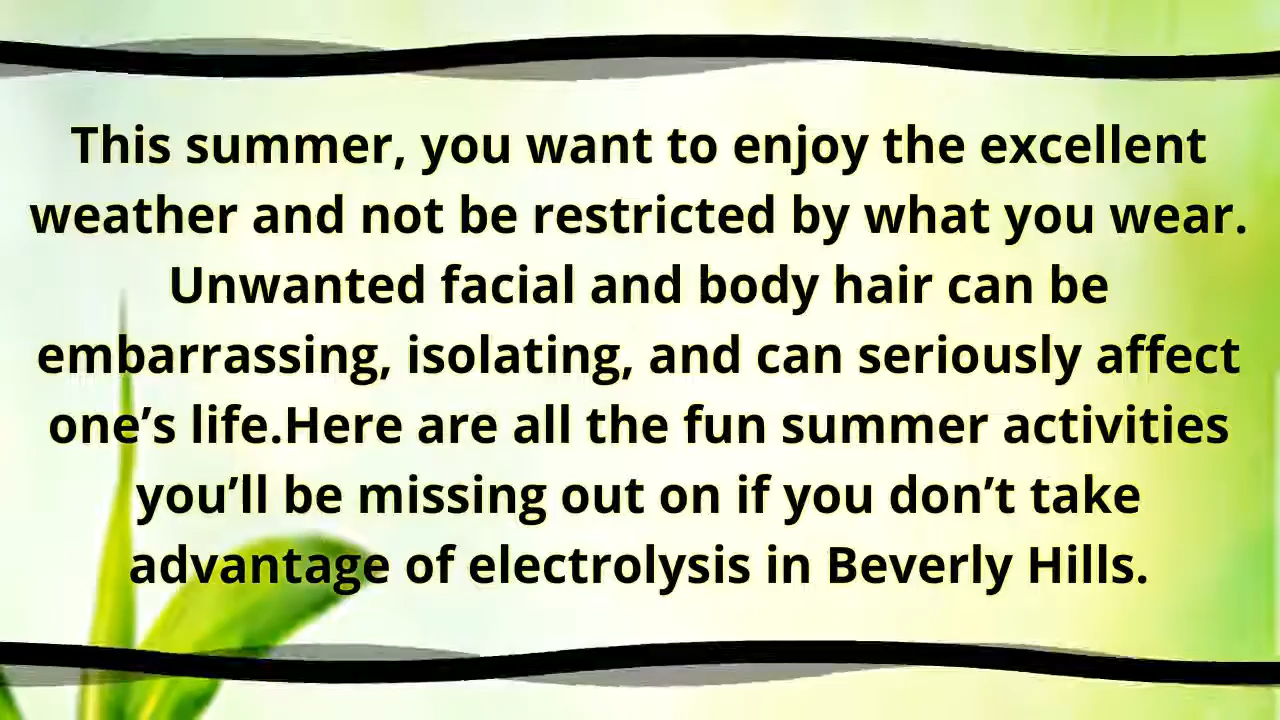 This summer, you want to enjoy the excellent
weather and not be restricted by what you wear.
Unwanted facial and body hair can be
embarrassing, isolating, and can seriously affect
one’s life.Here are all the fun summer activities
you’ll be missing out on if you don’t take
advantage of electrolysis in Beverly Hills.